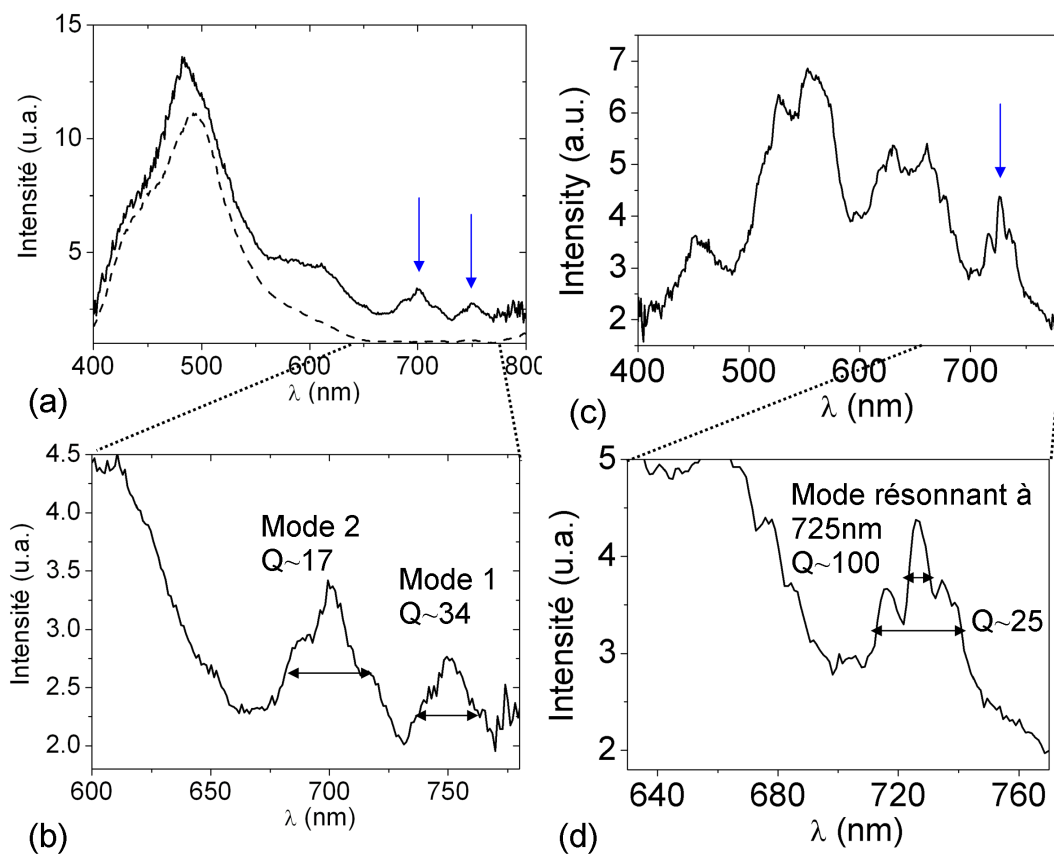 15
10
5
Intensité (u.a.)
400 500 600 700 800
λ (nm)
(a)
7
6
5
4
3
2
Intensity (a.u.)
400 500 600 700
λ (nm)
(c)
4.5
4.0
3.5
3.0
2.5
2.0
Intensité (u.a.)
Mode 2
Q~17
Mode 1
Q~34
600 650 700 750
λ (nm)
(b)
5
4
3
2
Intensité (u.a.)
Mode résonnant à
725nm
Q~100
Q~25
640 680 720 760
λ (nm)
(d)